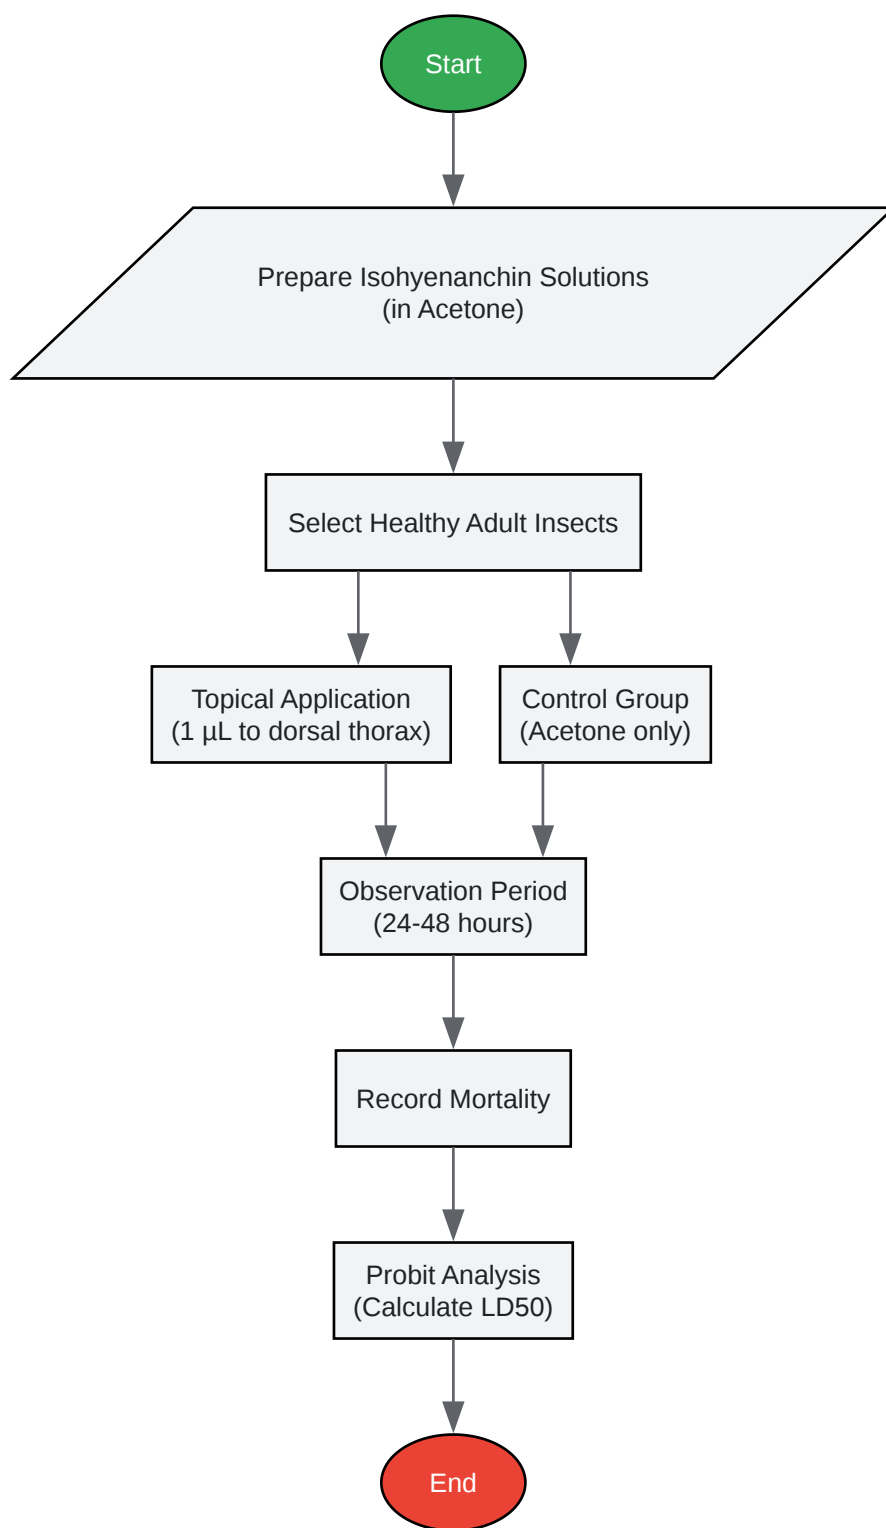 Start
Prepare Isohyenanchin Solutions
(in Acetone)
Select Healthy Adult Insects
Topical Application
(1 µL to dorsal thorax)
Control Group
(Acetone only)
Observation Period
(24-48 hours)
Record Mortality
Probit Analysis
(Calculate LD50)
End